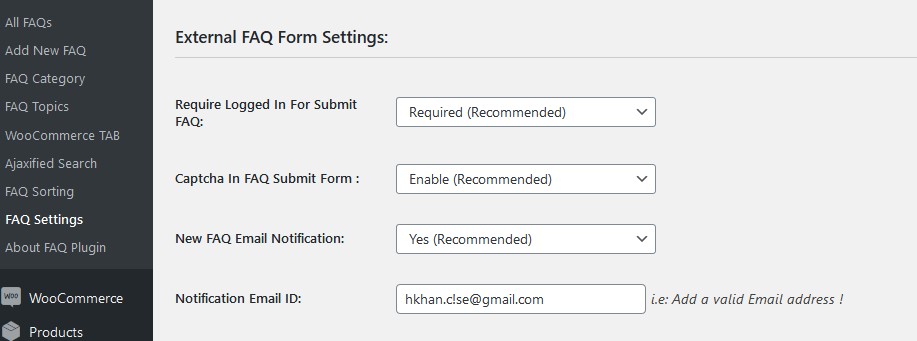 All FAQs
Add New FAQ
FAQ Category
FAQ Topics
WooCommerce TAB
Ajaxified Search
FAQ Sorting
FAQ Settings
About FAQ Plugin
WOO
WooCommerce
Products
External FAQ Form Settings:
Require Logged In For Submit
FAQ:
Required (Recommended)
Captcha In FAQ Submit Form :
Enable (Recommended)
New FAQ Email Notification:
Yes (Recommended)
Notification Email ID:
hkhan.c!se@gmail.com
i.e: Add a valid Email address !